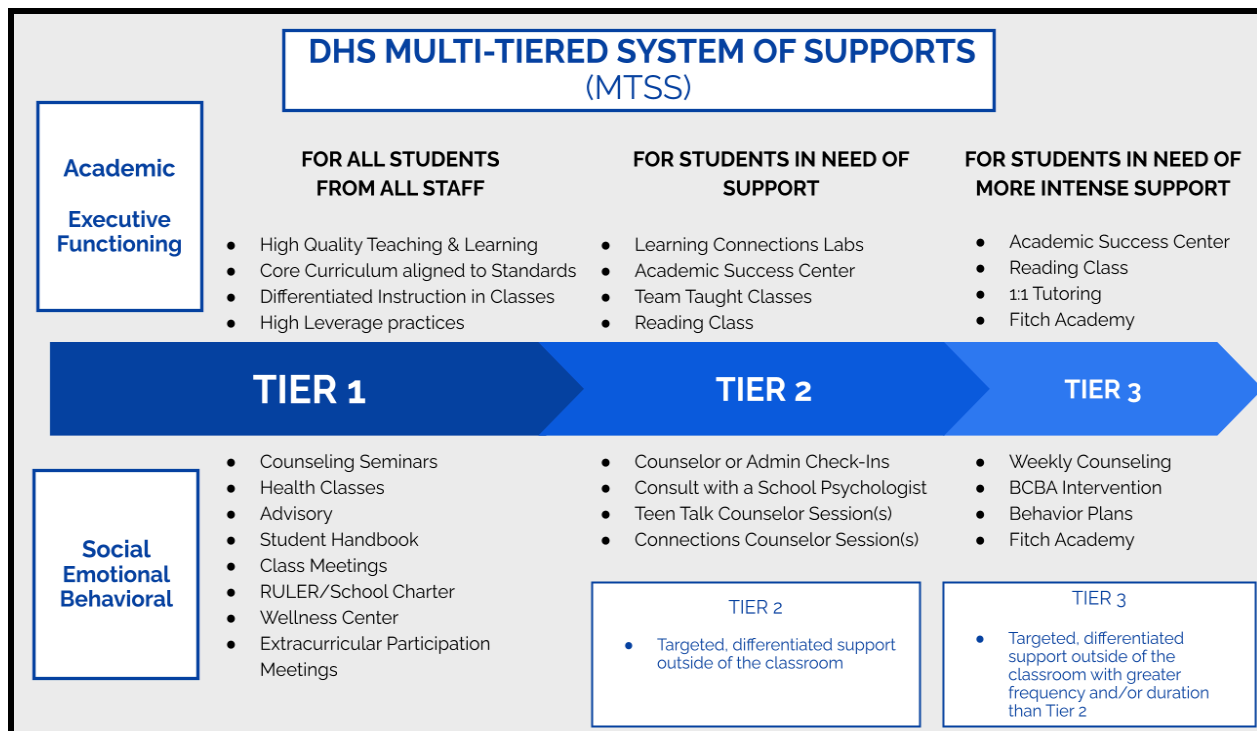 DHS MULTI-TIERED SYSTEM OF SUPPORTS
(MTSS)
Academic
Executive
Functioning
FOR ALL STUDENTS
FROM ALL STAFF
● High Quality Teaching & Learning
● Core Curriculum aligned to Standards
● Differentiated Instruction in Classes
● High Leverage practices
FOR STUDENTS IN NEED OF
SUPPORT
● Learning Connections Labs
● Academic Success Center
● Team Taught Classes
● Reading Class
FOR STUDENTS IN NEED OF
MORE INTENSE SUPPORT
● Academic Success Center
● Reading Class
● 1:1 Tutoring
● Fitch Academy
TIER 1
TIER 2
TIER 3
Social
Emotional
Behavioral
● Counseling Seminars
● Health Classes
● Advisory
● Student Handbook
● Class Meetings
● RULER/School Charter
● Wellness Center
● Extracurricular Participation
Meetings
● Counselor or Admin Check-Ins
● Consult with a School Psychologist
● Teen Talk Counselor Session(s)
● Connections Counselor Session(s)
● Weekly Counseling
● BCBA Intervention
● Behavior Plans
● Fitch Academy
TIER 2
● Targeted, differentiated support
outside of the classroom
TIER 3
● Targeted, differentiated
support outside of the
classroom with greater
frequency and/or duration
than Tier 2